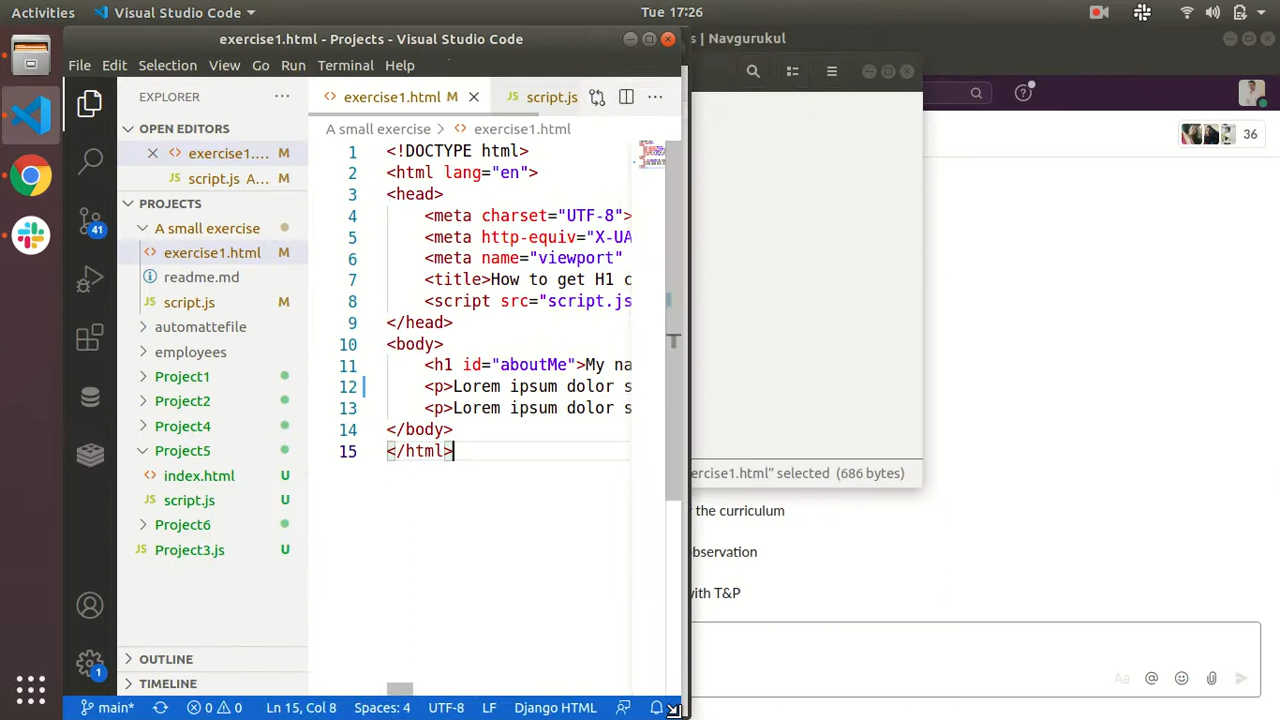 Activities
Visual Studio Code
Tue 17:26
exercise1.html - Projects - Visual Studio Code
s | Navgurukul
File Edit Selection View Go Run Terminal Help
EXPLORER
exercise1.html M
script.js
OPEN EDITORS
A small exercise
exercise1.html
exercise1.... M
script.js A... M
PROJECTS
A small exercise
exercise1.html M
readme.md
script.js M
automattefile
employees
Project1
Project2
Project4
Project5
index.html U
script.js U
Project6
Project3.js U
OUTLINE
TIMELINE
41
1
1 <!DOCTYPE html>
2 <html lang="en">
3 <head>
4 <meta charset="UTF-8">
5 <meta http-equiv="X-UA
6 <meta name="viewport"
7 <title>How to get H1 c
8 <script src="script.js
9 </head>
10 <body>
11 <h1 id="aboutMe">My na
12 <p>Lorem ipsum dolor s
13 <p>Lorem ipsum dolor s
14 </body>
15 </html>
36
ercise1.html” selected (686 bytes)
the curriculum
bservation
with T&P
Aa
main*
0 0
Ln 15, Col 8
Spaces: 4
UTF-8
LF
Django HTML